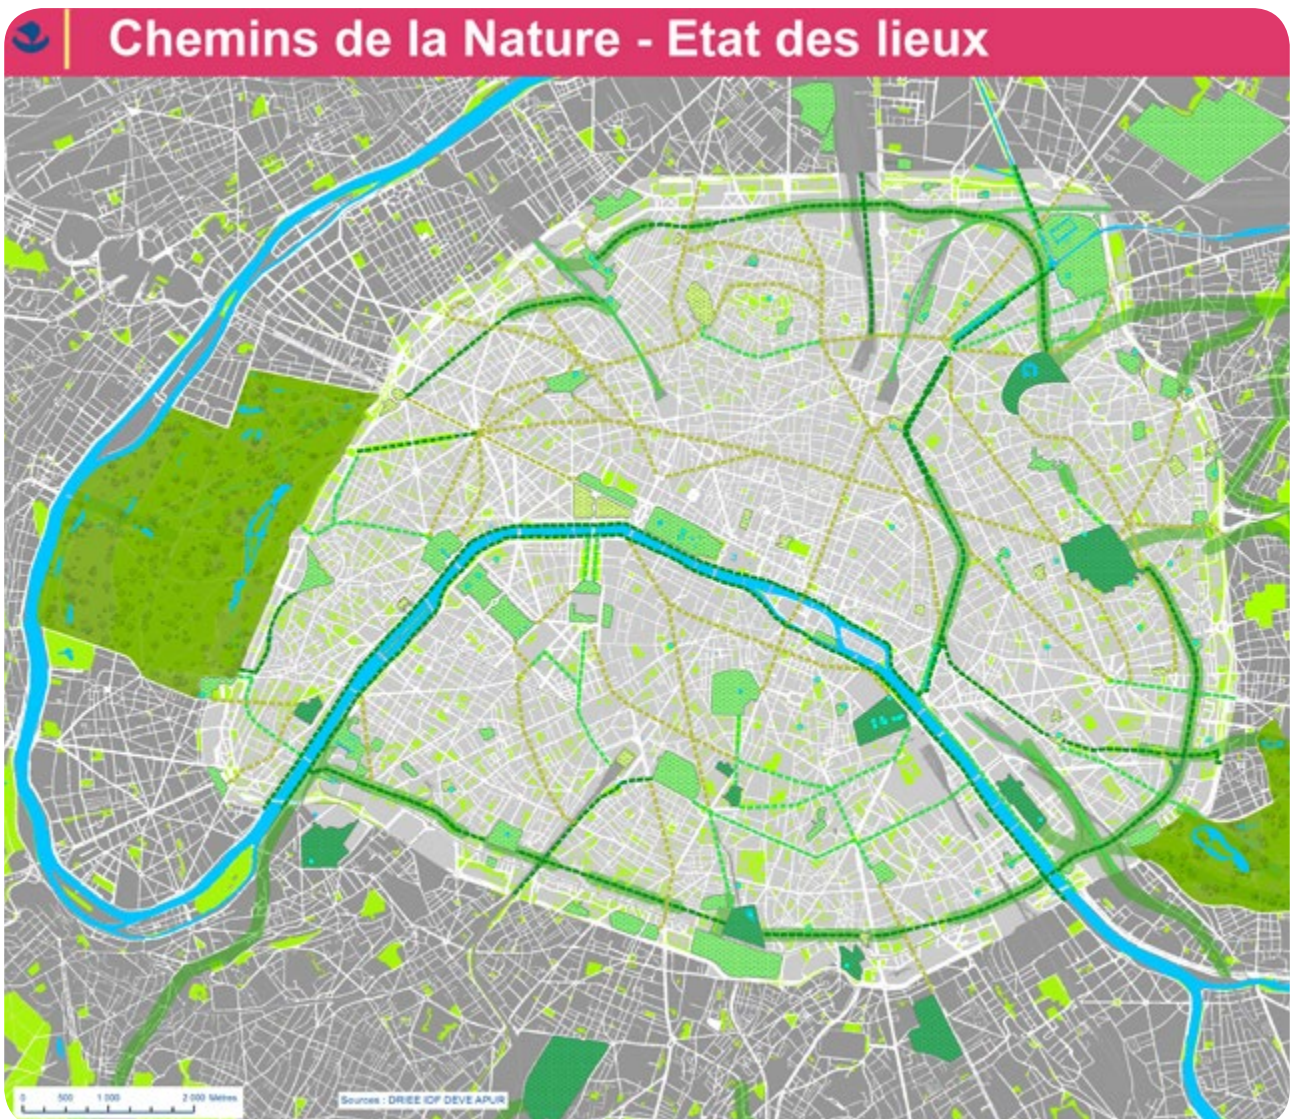 Chemins de la Nature - Etat des lieux
0 500 1 000 2 000 Mètres
Sources : DRIEE IDF DEVE APUR